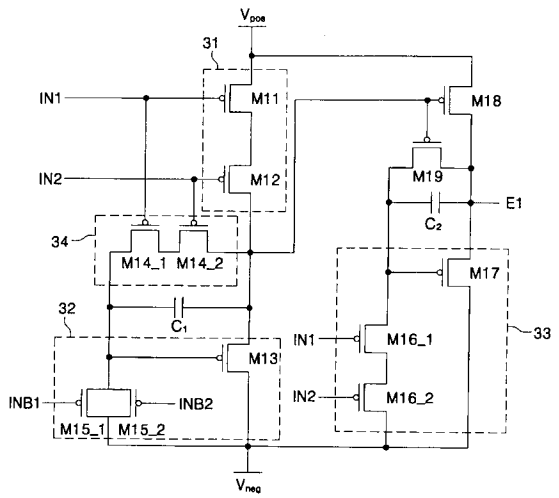 Vpos
31
IN1
M11
M18
IN2
M12
M19
34
C2
E1
M14_1
M14_2
M17
32
C1
IN1
M16_1
33
M13
INB1
INB2
IN2
M16_2
M15_1
M15_2
Vneg